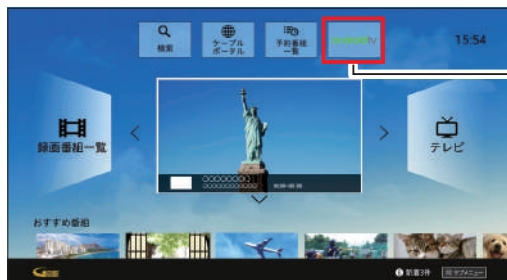 検索
ケーブル
ポータル
予約番組
一覧
15:54
録画番組一覧
テレビ
おすすめ番組
新着3件
サブメニュー